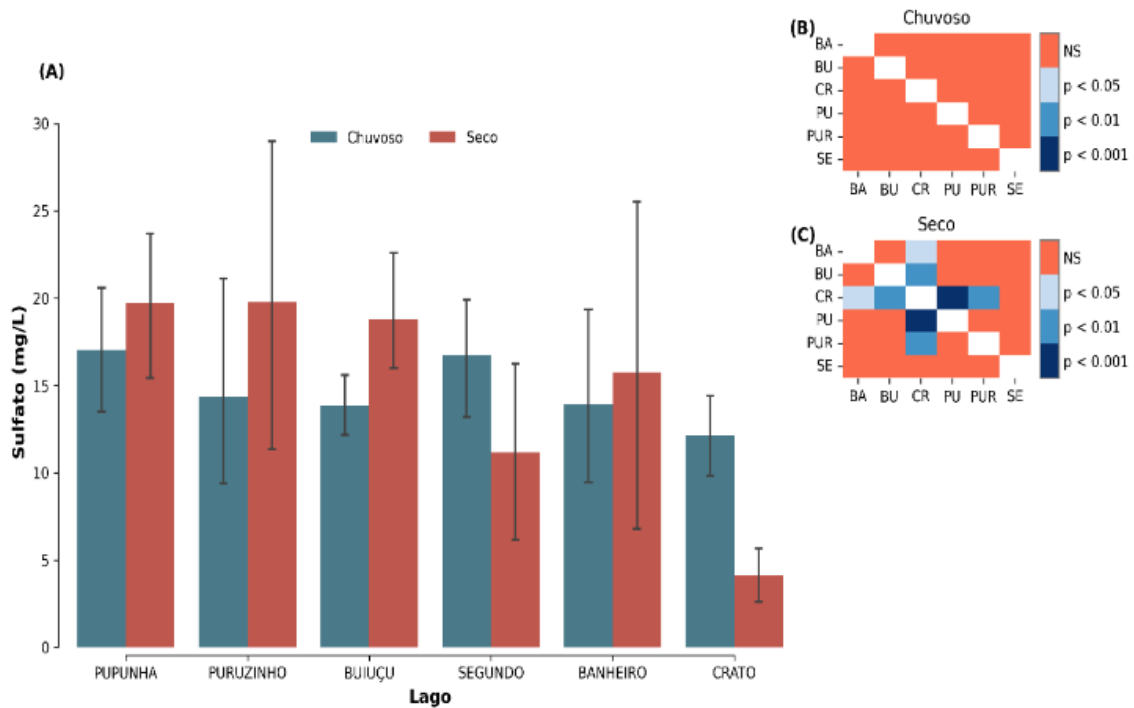 (A)
Chuvoso
Seco
30
25
20
15
10
5
0
Sulfato (mg/L)
PUPUNHA PURUZINHO BUIUÇU SEGUNDO BANHEIRO CRATO
Lago
(B)
Chuvoso
BA
BU
CR
PU
PUR
SE
BA BU CR PU PUR SE
NS
p < 0.05
p < 0.01
p < 0.001
(C)
Seco
BA
BU
CR
PU
PUR
SE
BA BU CR PU PUR SE
NS
p < 0.05
p < 0.01
p < 0.001